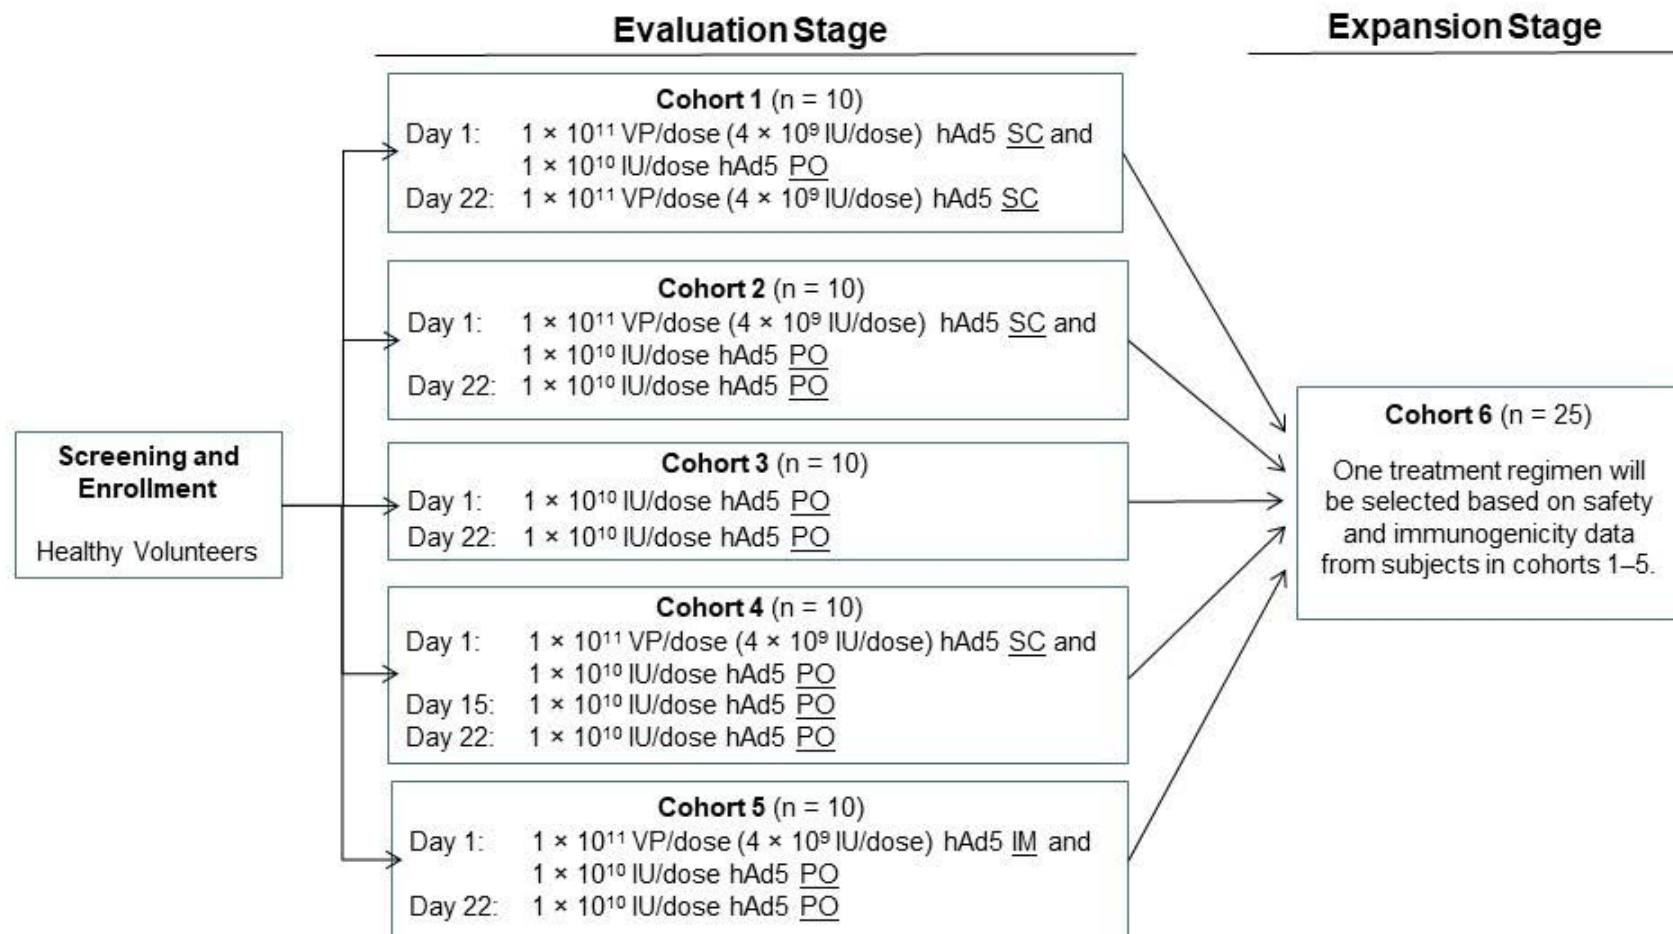 Evaluation Stage
Expansion Stage
Cohort 1 (n = 10)
Day 1: 1 × 10¹¹ VP/dose (4 × 10⁹ IU/dose) hAd5 SC and
1 × 10¹⁰ IU/dose hAd5 PO
Day 22: 1 × 10¹¹ VP/dose (4 × 10⁹ IU/dose) hAd5 SC
Cohort 2 (n = 10)
Day 1: 1 × 10¹¹ VP/dose (4 × 10⁹ IU/dose) hAd5 SC and
1 × 10¹⁰ IU/dose hAd5 PO
Day 22: 1 × 10¹⁰ IU/dose hAd5 PO
Screening and
Enrollment
Healthy Volunteers
Cohort 3 (n = 10)
Day 1: 1 × 10¹⁰ IU/dose hAd5 PO
Day 22: 1 × 10¹⁰ IU/dose hAd5 PO
Cohort 4 (n = 10)
Day 1: 1 × 10¹¹ VP/dose (4 × 10⁹ IU/dose) hAd5 SC and
1 × 10¹⁰ IU/dose hAd5 PO
Day 15: 1 × 10¹⁰ IU/dose hAd5 PO
Day 22: 1 × 10¹⁰ IU/dose hAd5 PO
Cohort 5 (n = 10)
Day 1: 1 × 10¹¹ VP/dose (4 × 10⁹ IU/dose) hAd5 IM and
1 × 10¹⁰ IU/dose hAd5 PO
Day 22: 1 × 10¹⁰ IU/dose hAd5 PO
Cohort 6 (n = 25)
One treatment regimen will
be selected based on safety
and immunogenicity data
from subjects in cohorts 1–5.